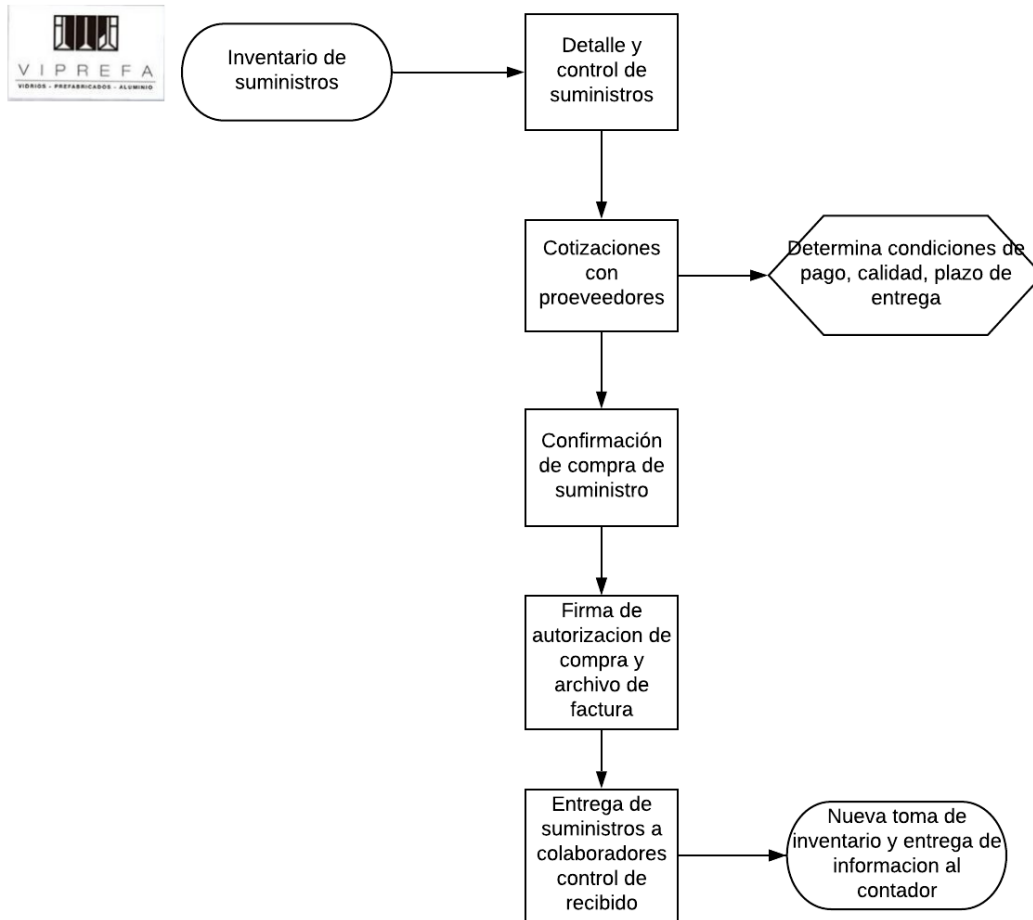 VIPREFA
VIDRIOS - PREFABRICADOS - ALUMINIO
Inventario de
suministros
Detalle y
control de
suministros
Cotizaciones
con
proeveedores
Determina condiciones de
pago, calidad, plazo de
entrega
Confirmación
de compra de
suministro
Firma de
autorizacion de
compra y
archivo de
factura
Entrega de
suministros a
colaboradores
control de
recibido
Nueva toma de
inventario y entrega de
informacion al
contador